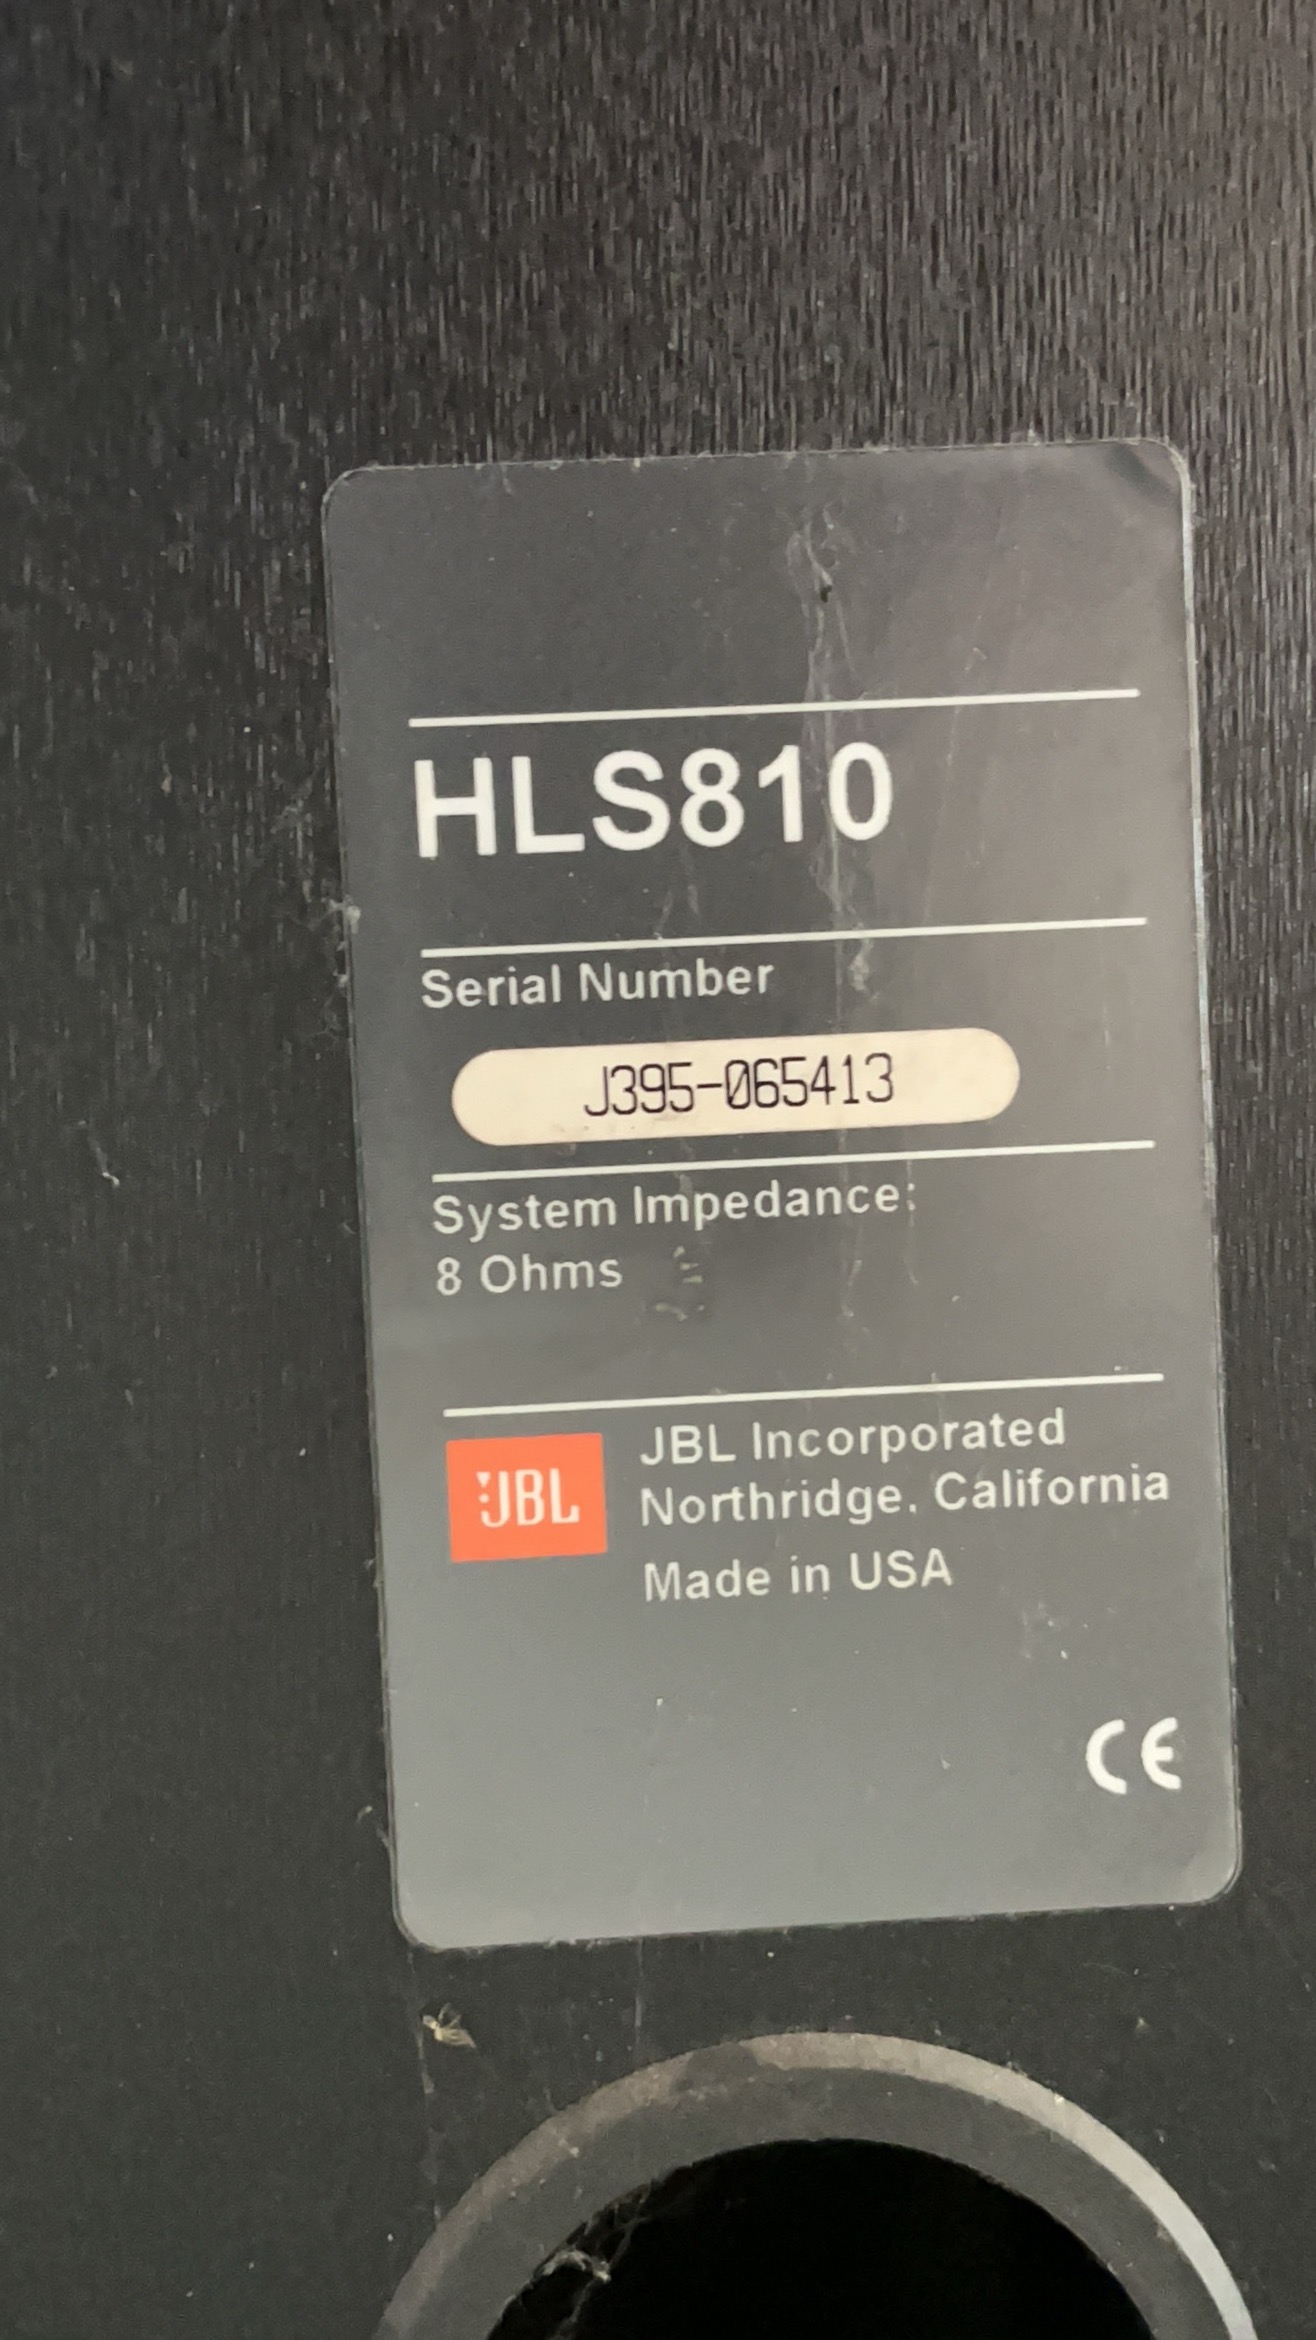 HLS810
Serial Number
J395-065413
System Impedance:
8 Ohms
JBL
JBL Incorporated
Northridge, California
Made in USA
CE